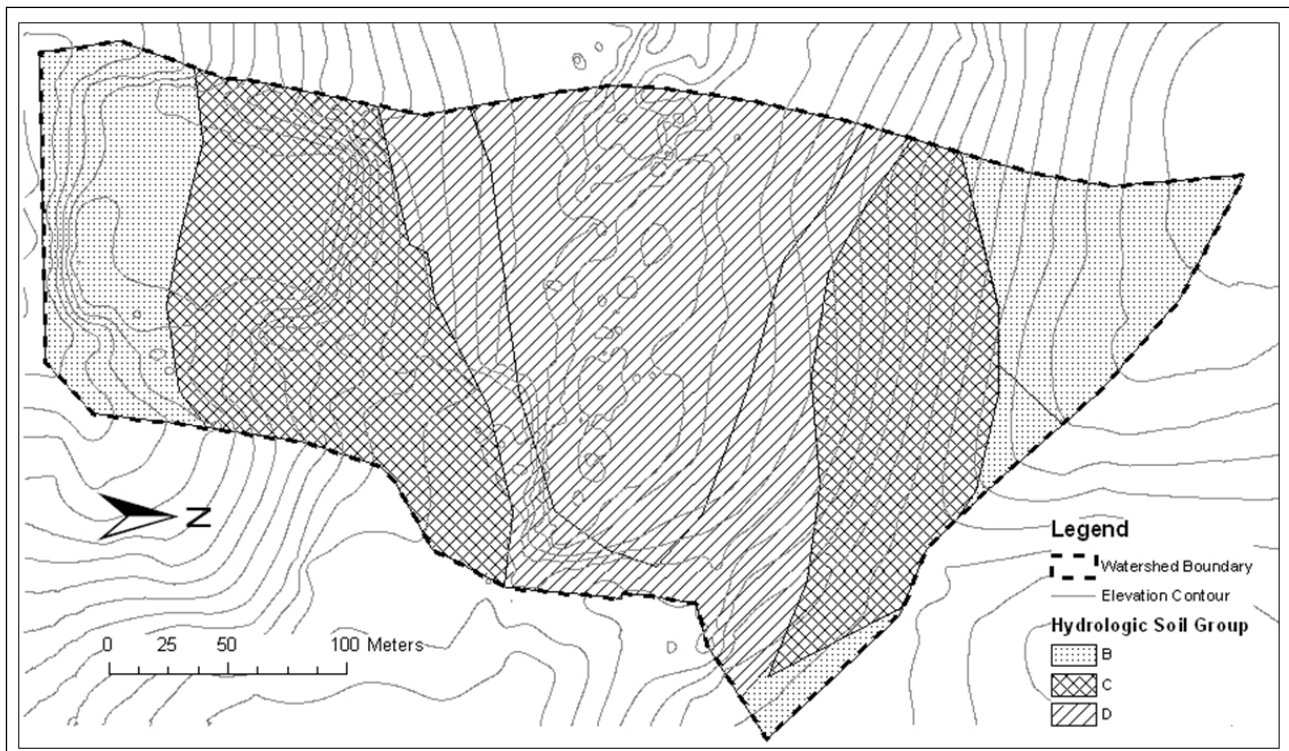 N
0 25 50 100 Meters
Legend
Watershed Boundary
Elevation Contour
Hydrologic Soil Group
B
C
D